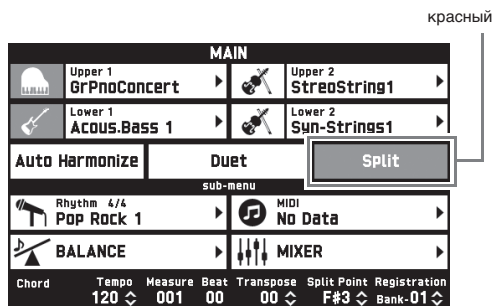 красный
MAIN
Upper 1
GrPnoConcert
Upper 2
StreoString1
Lower 1
Acous.Bass 1
Lower 2
Syn-Strings1
Auto Harmonize
Duet
Split
sub-menu
Rhythm 4/4
Pop Rock 1
MIDI
No Data
BALANCE
MIXER
Chord Tempo Measure Beat Transpose Split Point Registration
120 001 00 00 F#3 Bank-01